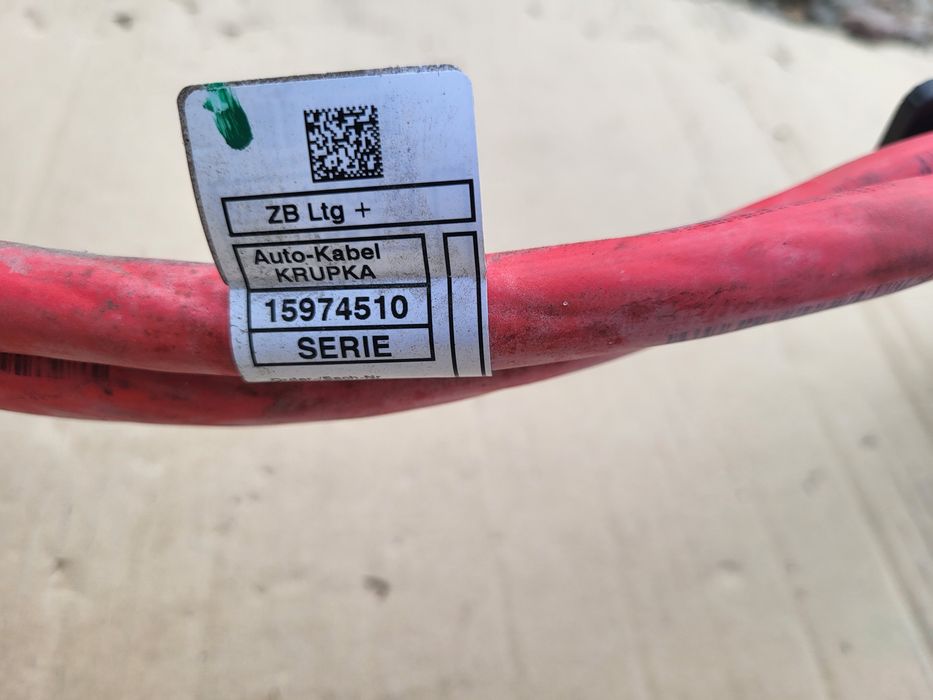 ZB Ltg +
Auto-Kabel
KRUPKA
15974510
SERIE